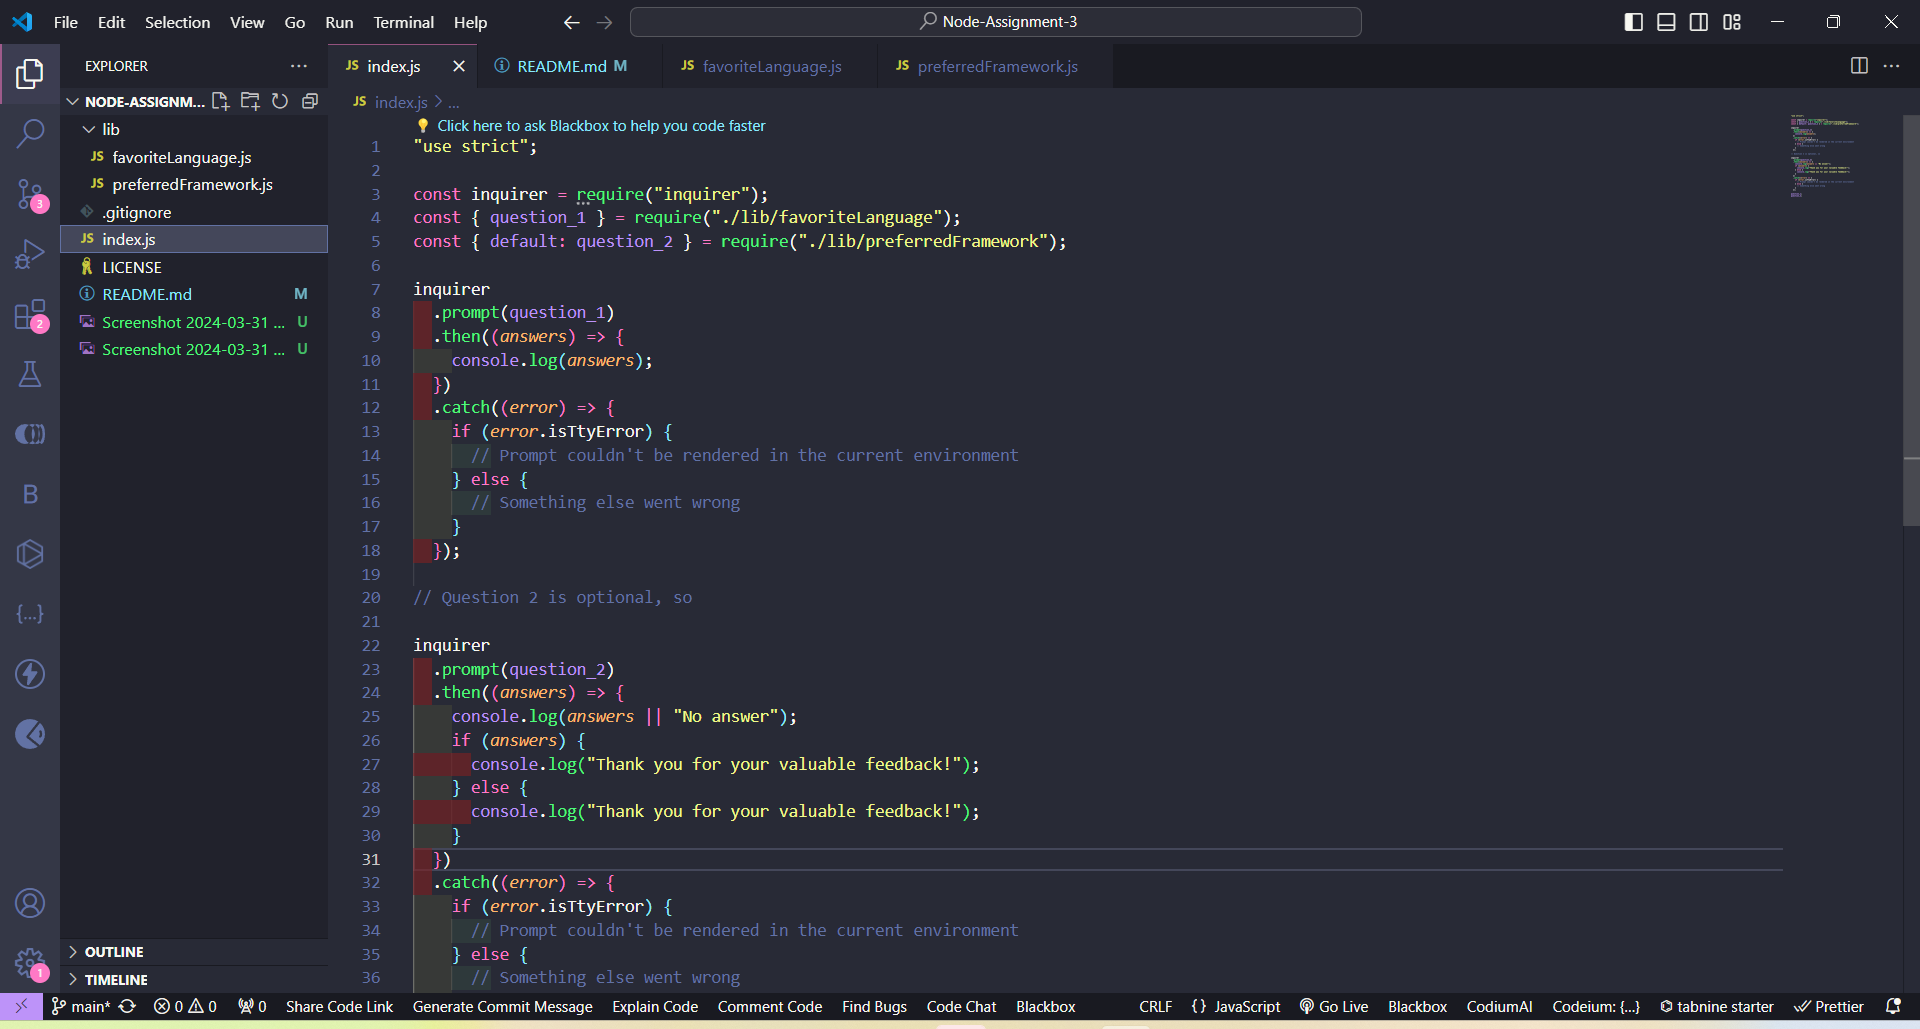 File Edit Selection View Go Run Terminal Help
Node-Assignment-3
EXPLORER
NODE-ASSIGNM...
lib
JS favoriteLanguage.js
JS preferredFramework.js
.gitignore
JS index.js
LICENSE
README.md M
Screenshot 2024-03-31 ... U
Screenshot 2024-03-31 ... U
OUTLINE
TIMELINE
3
2
B
1
JS index.js
README.md M
JS favoriteLanguage.js
JS preferredFramework.js
JS index.js > ...
Click here to ask Blackbox to help you code faster
1 "use strict";
2
3 const inquirer = require("inquirer");
4 const { question_1 } = require("./lib/favoriteLanguage");
5 const { default: question_2 } = require("./lib/preferredFramework");
6
7 inquirer
8 .prompt(question_1)
9 .then((answers) => {
10 console.log(answers);
11 })
12 .catch((error) => {
13 if (error.isTtyError) {
14 // Prompt couldn't be rendered in the current environment
15 } else {
16 // Something else went wrong
17 }
18 });
19
20 // Question 2 is optional, so
21
22 inquirer
23 .prompt(question_2)
24 .then((answers) => {
25 console.log(answers || "No answer");
26 if (answers) {
27 console.log("Thank you for your valuable feedback!");
28 } else {
29 console.log("Thank you for your valuable feedback!");
30 }
31 })
32 .catch((error) => {
33 if (error.isTtyError) {
34 // Prompt couldn't be rendered in the current environment
35 } else {
36 // Something else went wrong
main* 0 0 0 Share Code Link Generate Commit Message Explain Code Comment Code Find Bugs Code Chat Blackbox CRLF {} JavaScript Go Live Blackbox CodiumAI Codeium: {...} tabnine starter Prettier